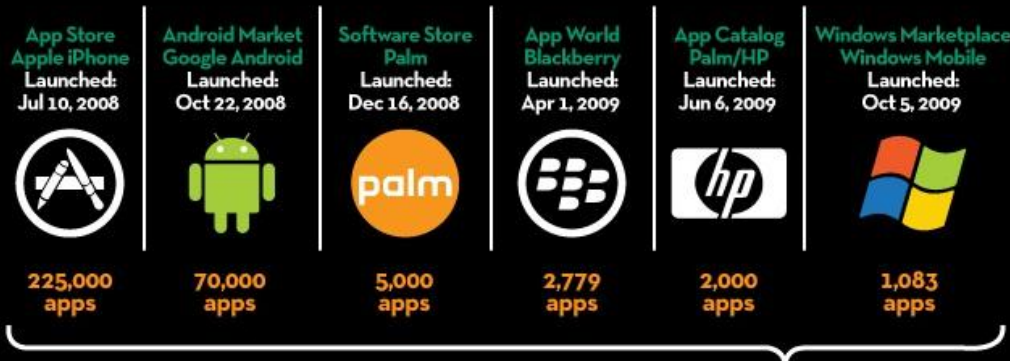 App Store
Apple iPhone
Launched:
Jul 10, 2008
Android Market
Google Android
Launched:
Oct 22, 2008
Software Store
Palm
Launched:
Dec 16, 2008
App World
Blackberry
Launched:
Apr 1, 2009
App Catalog
Palm/HP
Launched:
Jun 6, 2009
Windows Marketplace
Windows Mobile
Launched:
Oct 5, 2009
palm
hp
225,000
apps
70,000
apps
5,000
apps
2,779
apps
2,000
apps
1,083
apps